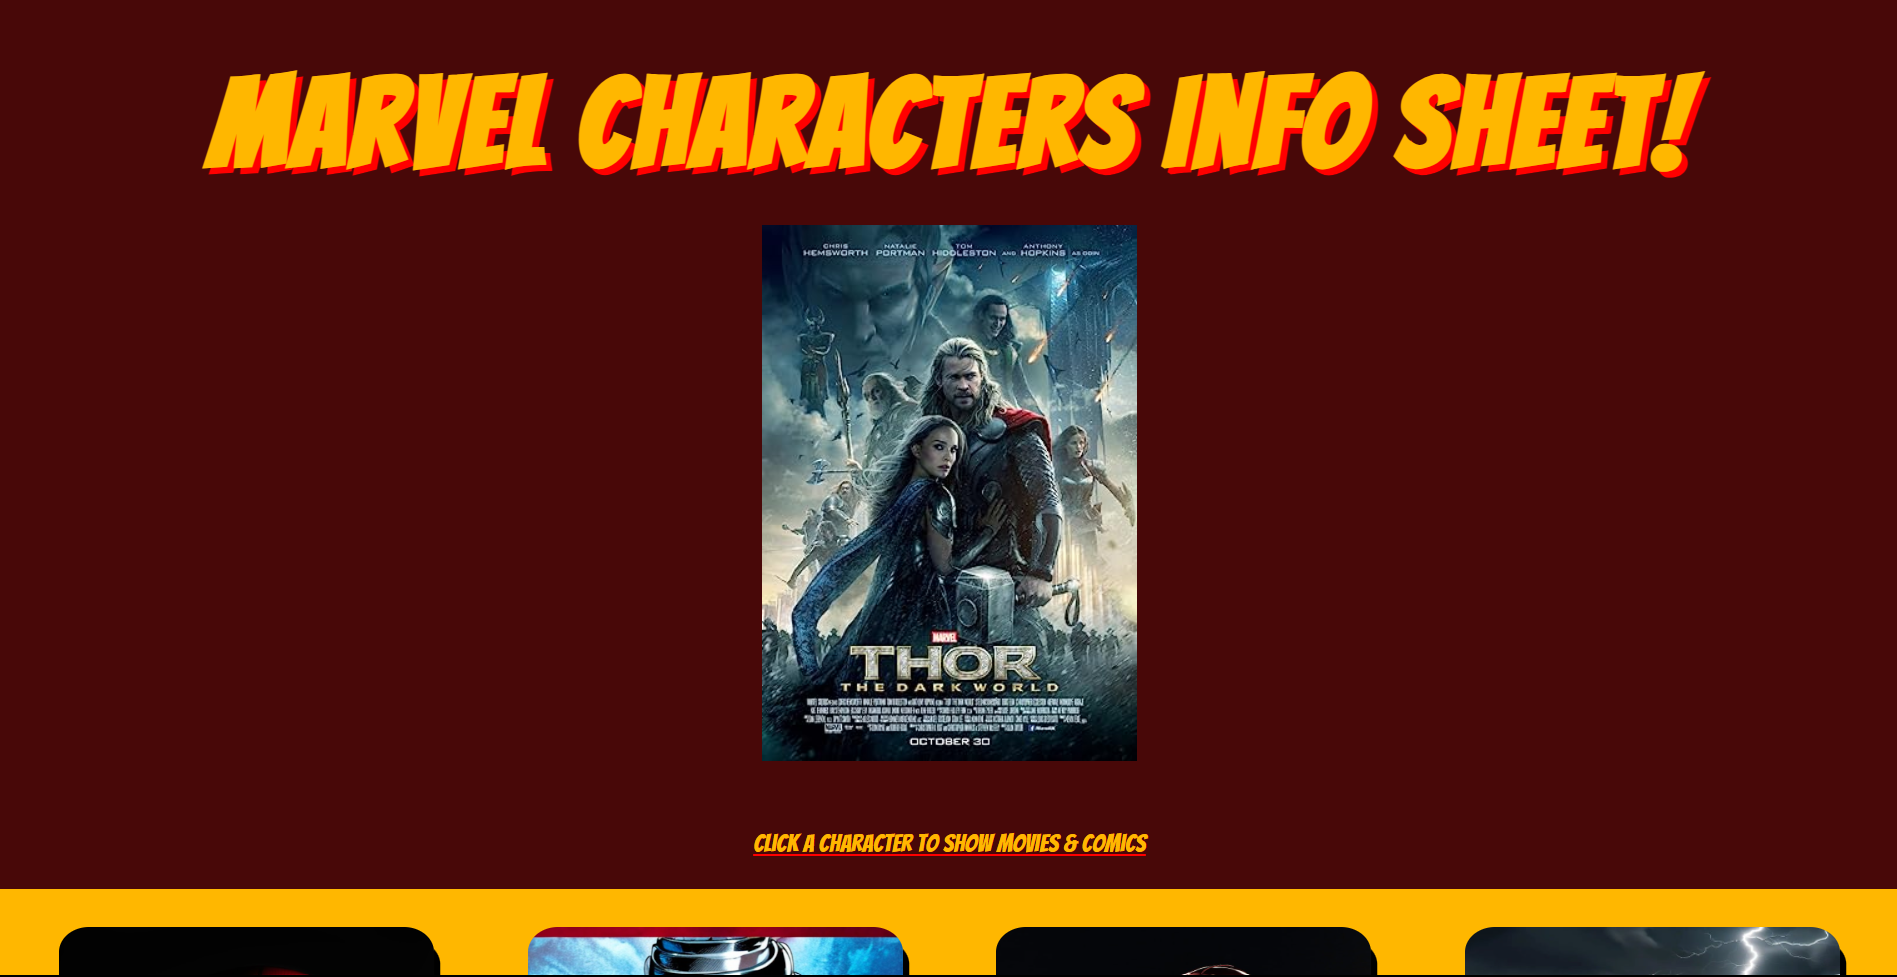 MARVEL CHARACTERS INFO SHEET!
CHRIS HEMSWORTH NATALIE PORTMAN TOM HIDDLESTON AND ANTHONY HOPKINS AS ODIN
MARVEL
THOR
THE DARK WORLD
OCTOBER 30
CLICK A CHARACTER TO SHOW MOVIES & COMICS